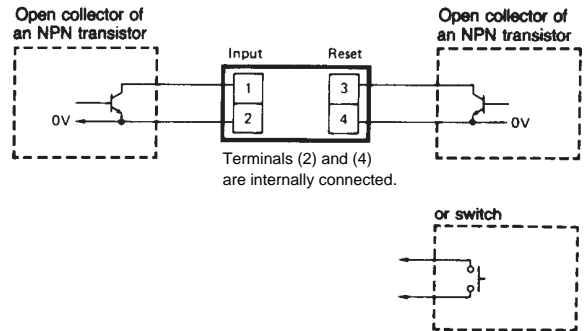 Open collector of
an NPN transistor
Open collector of
an NPN transistor
Input
Reset
1
3
2
4
0V
0V
Terminals (2) and (4)
are internally connected.
or switch